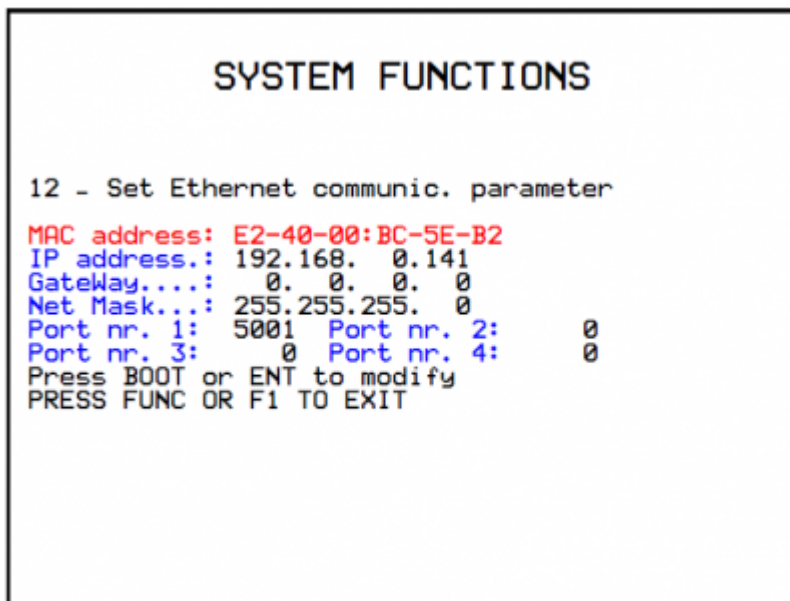 SYSTEM FUNCTIONS
12 - Set Ethernet communic. parameter
MAC address: E2-40-00:BC-5E-B2
IP address.: 192.168.  0.141
GateWay....:   0.  0.  0.  0
Net Mask...: 255.255.255.  0
Port nr. 1:  5001  Port nr. 2:     0
Port nr. 3:     0  Port nr. 4:     0
Press BOOT or ENT to modify
PRESS FUNC OR F1 TO EXIT